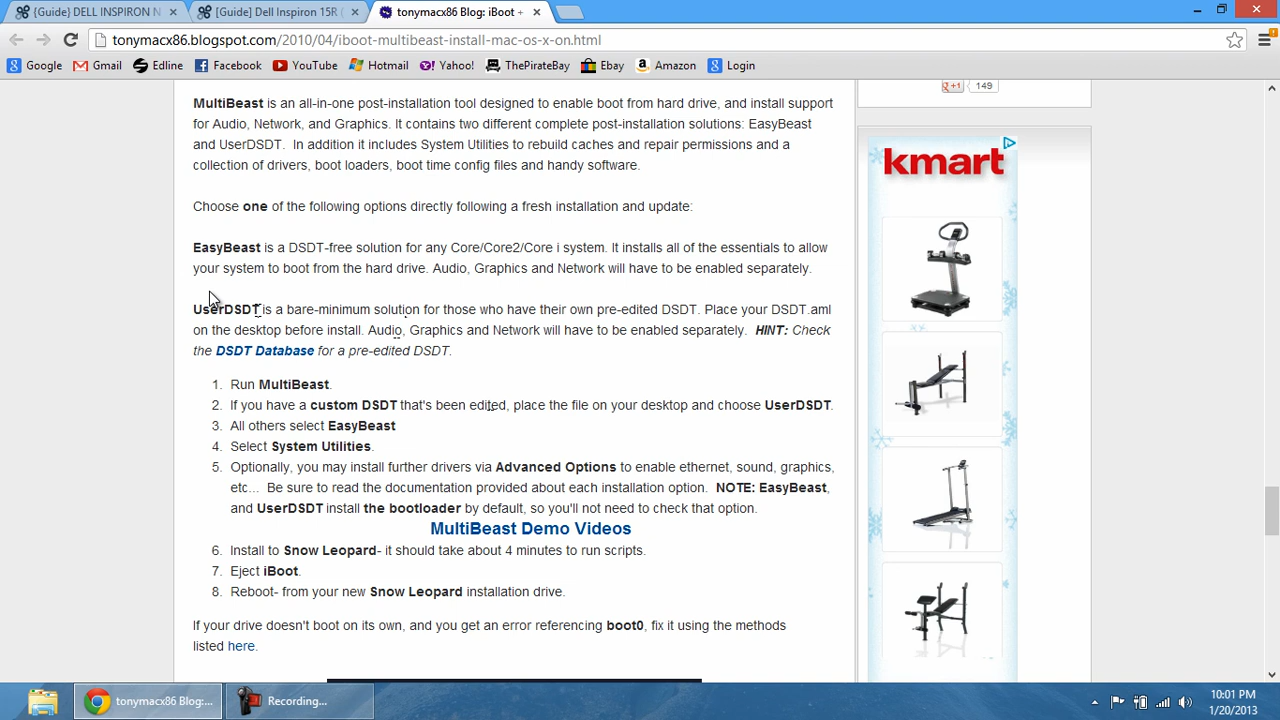 {Guide} DELL INSPIRON N
[Guide] Dell Inspiron 15R (
tonymacx86 Blog: iBoot +
tonymacx86.blogspot.com/2010/04/iboot-multibeast-install-mac-os-x-on.html
Google Gmail Edline Facebook YouTube Hotmail Yahoo! ThePirateBay Ebay Amazon Login
+1 149
MultiBeast is an all-in-one post-installation tool designed to enable boot from hard drive, and install support
for Audio, Network, and Graphics. It contains two different complete post-installation solutions: EasyBeast
and UserDSDT. In addition it includes System Utilities to rebuild caches and repair permissions and a
collection of drivers, boot loaders, boot time config files and handy software.
Choose one of the following options directly following a fresh installation and update:
EasyBeast is a DSDT-free solution for any Core/Core2/Core i system. It installs all of the essentials to allow
your system to boot from the hard drive. Audio, Graphics and Network will have to be enabled separately.
UserDSDT is a bare-minimum solution for those who have their own pre-edited DSDT. Place your DSDT.aml
on the desktop before install. Audio, Graphics and Network will have to be enabled separately. HINT: Check
the DSDT Database for a pre-edited DSDT.
1. Run MultiBeast.
2. If you have a custom DSDT that's been edited, place the file on your desktop and choose UserDSDT.
3. All others select EasyBeast
4. Select System Utilities.
5. Optionally, you may install further drivers via Advanced Options to enable ethernet, sound, graphics,
etc... Be sure to read the documentation provided about each installation option. NOTE: EasyBeast,
and UserDSDT install the bootloader by default, so you'll not need to check that option.
MultiBeast Demo Videos
6. Install to Snow Leopard- it should take about 4 minutes to run scripts.
7. Eject iBoot.
8. Reboot- from your new Snow Leopard installation drive.
If your drive doesn't boot on its own, and you get an error referencing boot0, fix it using the methods
listed here.
kmart
tonymacx86 Blog:...
Recording...
10:01 PM
1/20/2013